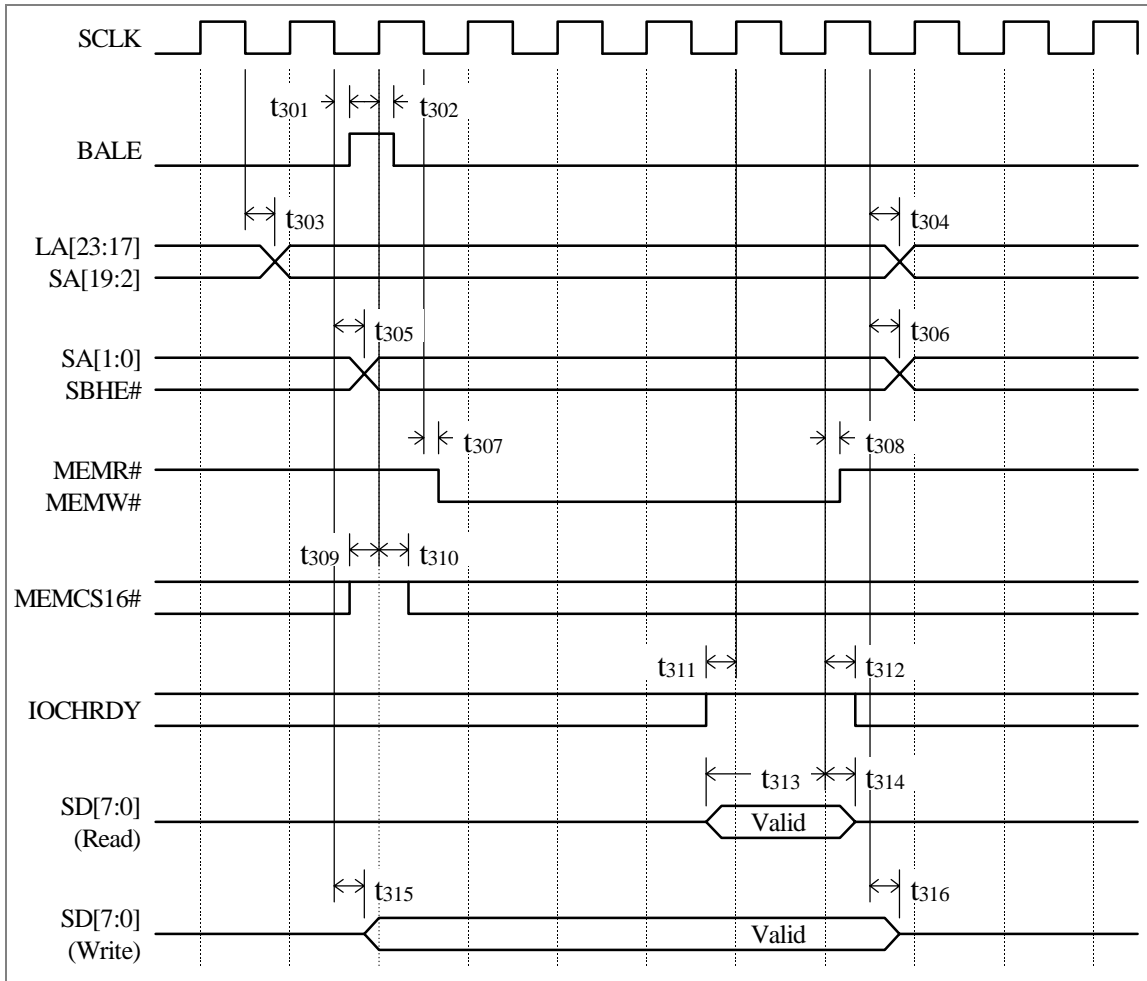 SCLK
t301 t302
BALE
t303 t304
LA[23:17]
SA[19:2]
t305 t306
SA[1:0]
SBHE#
t307 t308
MEMR#
MEMW#
t309 t310
MEMCS16#
t311 t312
IOCHRDY
t313 t314
SD[7:0]
(Read)
Valid
t315 t316
SD[7:0]
(Write)
Valid